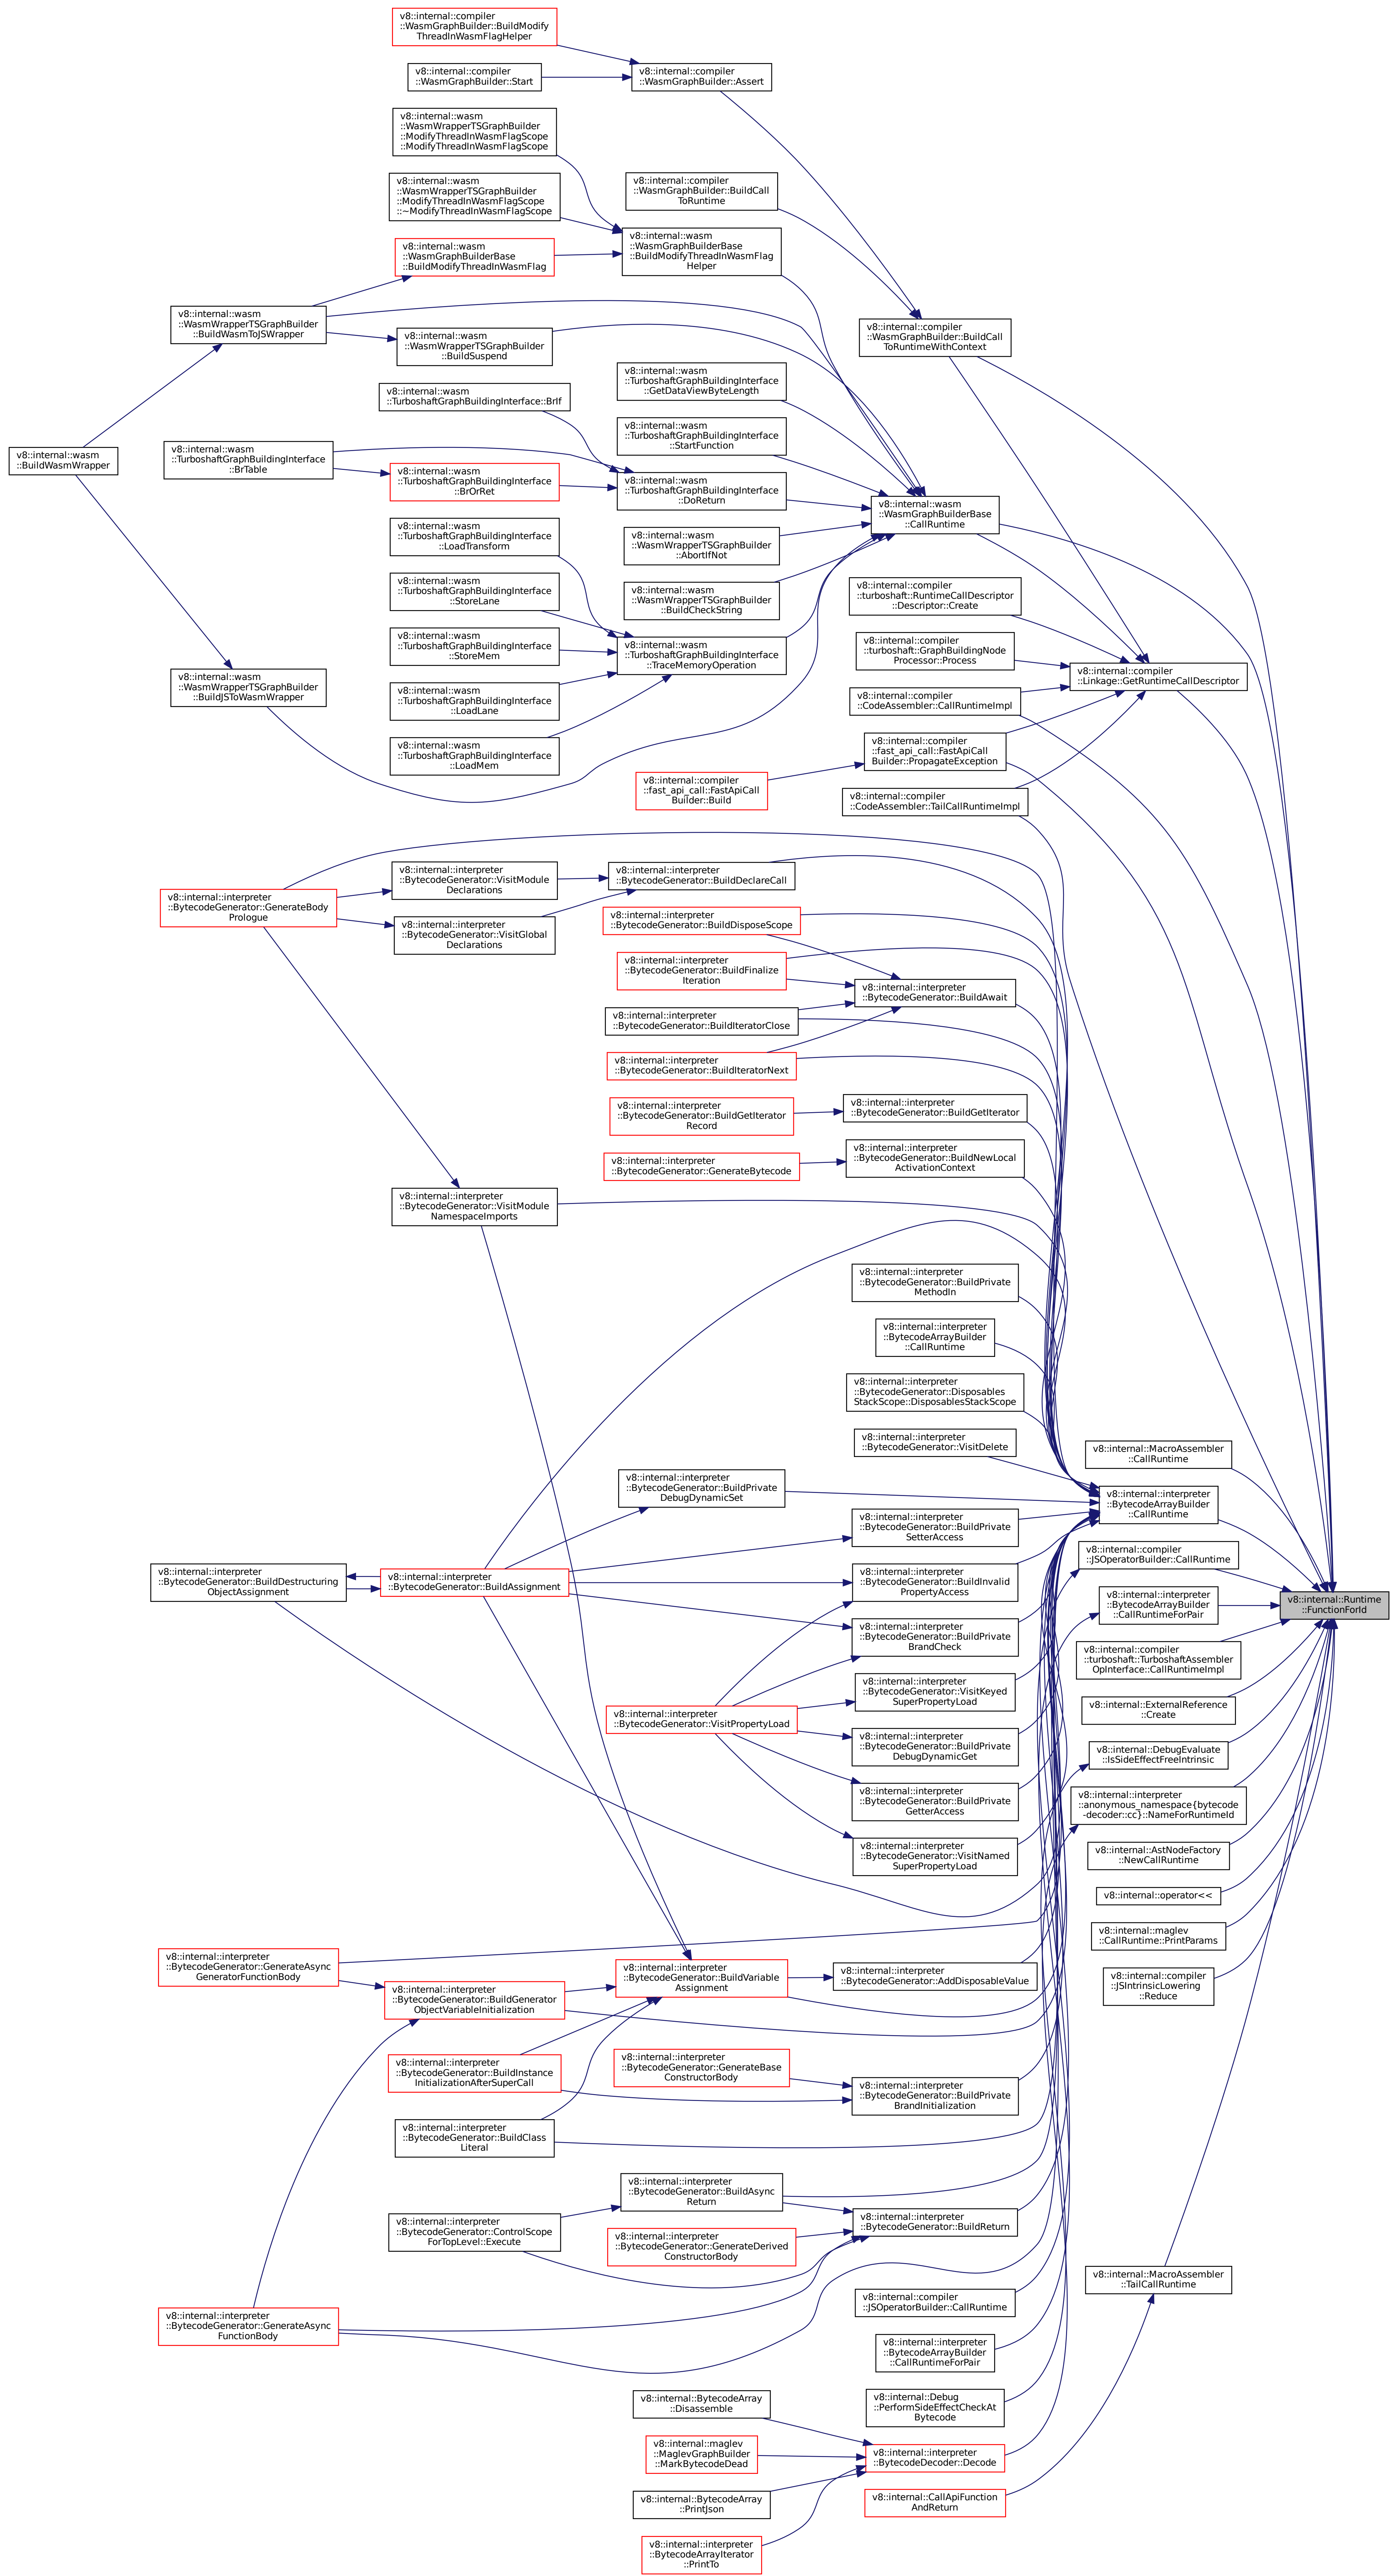 v8::internal::compiler
::WasmGraphBuilder::BuildModify
ThreadInWasmFlagHelper
v8::internal::compiler
::WasmGraphBuilder::Start
v8::internal::compiler
::WasmGraphBuilder::Assert
v8::internal::wasm
::WasmWrapperTSGraphBuilder
::ModifyThreadInWasmFlagScope
::ModifyThreadInWasmFlagScope
v8::internal::wasm
::WasmWrapperTSGraphBuilder
::ModifyThreadInWasmFlagScope
::~ModifyThreadInWasmFlagScope
v8::internal::compiler
::WasmGraphBuilder::BuildCall
ToRuntime
v8::internal::wasm
::WasmGraphBuilderBase
::BuildModifyThreadInWasmFlag
v8::internal::wasm
::WasmGraphBuilderBase
::BuildModifyThreadInWasmFlag
Helper
v8::internal::wasm
::WasmWrapperTSGraphBuilder
::BuildWasmToJSWrapper
v8::internal::wasm
::WasmWrapperTSGraphBuilder
::BuildSuspend
v8::internal::compiler
::WasmGraphBuilder::BuildCall
ToRuntimeWithContext
v8::internal::wasm
::TurboshaftGraphBuildingInterface
::GetDataViewByteLength
v8::internal::wasm
::TurboshaftGraphBuildingInterface::BrIf
v8::internal::wasm
::TurboshaftGraphBuildingInterface
::StartFunction
v8::internal::wasm
::BuildWasmWrapper
v8::internal::wasm
::TurboshaftGraphBuildingInterface
::BrTable
v8::internal::wasm
::TurboshaftGraphBuildingInterface
::BrOrRet
v8::internal::wasm
::TurboshaftGraphBuildingInterface
::DoReturn
v8::internal::wasm
::WasmGraphBuilderBase
::CallRuntime
v8::internal::wasm
::TurboshaftGraphBuildingInterface
::LoadTransform
v8::internal::wasm
::WasmWrapperTSGraphBuilder
::AbortIfNot
v8::internal::wasm
::TurboshaftGraphBuildingInterface
::StoreLane
v8::internal::wasm
::WasmWrapperTSGraphBuilder
::BuildCheckString
v8::internal::compiler
::turboshaft::RuntimeCallDescriptor
::Descriptor::Create
v8::internal::wasm
::TurboshaftGraphBuildingInterface
::StoreMem
v8::internal::wasm
::TurboshaftGraphBuildingInterface
::TraceMemoryOperation
v8::internal::compiler
::turboshaft::GraphBuildingNode
Processor::Process
v8::internal::compiler
::Linkage::GetRuntimeCallDescriptor
v8::internal::wasm
::WasmWrapperTSGraphBuilder
::BuildJSToWasmWrapper
v8::internal::wasm
::TurboshaftGraphBuildingInterface
::LoadLane
v8::internal::compiler
::CodeAssembler::CallRuntimeImpl
v8::internal::wasm
::TurboshaftGraphBuildingInterface
::LoadMem
v8::internal::compiler
::fast_api_call::FastApiCall
Builder::PropagateException
v8::internal::compiler
::fast_api_call::FastApiCall
Builder::Build
v8::internal::compiler
::CodeAssembler::TailCallRuntimeImpl
v8::internal::interpreter
::BytecodeGenerator::GenerateBody
Prologue
v8::internal::interpreter
::BytecodeGenerator::VisitModule
Declarations
v8::internal::interpreter
::BytecodeGenerator::BuildDeclareCall
v8::internal::interpreter
::BytecodeGenerator::VisitGlobal
Declarations
v8::internal::interpreter
::BytecodeGenerator::BuildDisposeScope
v8::internal::interpreter
::BytecodeGenerator::BuildFinalize
Iteration
v8::internal::interpreter
::BytecodeGenerator::BuildAwait
v8::internal::interpreter
::BytecodeGenerator::BuildIteratorClose
v8::internal::interpreter
::BytecodeGenerator::BuildIteratorNext
v8::internal::interpreter
::BytecodeGenerator::BuildGetIterator
Record
v8::internal::interpreter
::BytecodeGenerator::BuildGetIterator
v8::internal::interpreter
::BytecodeGenerator::GenerateBytecode
v8::internal::interpreter
::BytecodeGenerator::BuildNewLocal
ActivationContext
v8::internal::interpreter
::BytecodeGenerator::VisitModule
NamespaceImports
v8::internal::interpreter
::BytecodeGenerator::BuildPrivate
MethodIn
v8::internal::interpreter
::BytecodeArrayBuilder
::CallRuntime
v8::internal::interpreter
::BytecodeGenerator::Disposables
StackScope::DisposablesStackScope
v8::internal::interpreter
::BytecodeGenerator::VisitDelete
v8::internal::MacroAssembler
::CallRuntime
v8::internal::interpreter
::BytecodeGenerator::BuildPrivate
DebugDynamicSet
v8::internal::interpreter
::BytecodeArrayBuilder
::CallRuntime
v8::internal::interpreter
::BytecodeGenerator::BuildPrivate
SetterAccess
v8::internal::compiler
::JSOperatorBuilder::CallRuntime
v8::internal::interpreter
::BytecodeGenerator::BuildDestructuring
ObjectAssignment
v8::internal::interpreter
::BytecodeGenerator::BuildAssignment
v8::internal::interpreter
::BytecodeGenerator::BuildInvalid
PropertyAccess
v8::internal::interpreter
::BytecodeArrayBuilder
::CallRuntimeForPair
v8::internal::Runtime
::FunctionForId
v8::internal::interpreter
::BytecodeGenerator::BuildPrivate
BrandCheck
v8::internal::compiler
::turboshaft::TurboshaftAssembler
OpInterface::CallRuntimeImpl
v8::internal::interpreter
::BytecodeGenerator::VisitKeyed
SuperPropertyLoad
v8::internal::ExternalReference
::Create
v8::internal::interpreter
::BytecodeGenerator::VisitPropertyLoad
v8::internal::interpreter
::BytecodeGenerator::BuildPrivate
DebugDynamicGet
v8::internal::DebugEvaluate
::IsSideEffectFreeIntrinsic
v8::internal::interpreter
::BytecodeGenerator::BuildPrivate
GetterAccess
v8::internal::interpreter
::anonymous_namespace{bytecode
-decoder::cc}::NameForRuntimeId
v8::internal::interpreter
::BytecodeGenerator::VisitNamed
SuperPropertyLoad
v8::internal::AstNodeFactory
::NewCallRuntime
v8::internal::operator<<
v8::internal::maglev
::CallRuntime::PrintParams
v8::internal::interpreter
::BytecodeGenerator::GenerateAsync
GeneratorFunctionBody
v8::internal::interpreter
::BytecodeGenerator::BuildGenerator
ObjectVariableInitialization
v8::internal::interpreter
::BytecodeGenerator::BuildVariable
Assignment
v8::internal::interpreter
::BytecodeGenerator::AddDisposableValue
v8::internal::compiler
::JSIntrinsicLowering
::Reduce
v8::internal::interpreter
::BytecodeGenerator::BuildInstance
InitializationAfterSuperCall
v8::internal::interpreter
::BytecodeGenerator::GenerateBase
ConstructorBody
v8::internal::interpreter
::BytecodeGenerator::BuildPrivate
BrandInitialization
v8::internal::interpreter
::BytecodeGenerator::BuildClass
Literal
v8::internal::interpreter
::BytecodeGenerator::BuildAsync
Return
v8::internal::interpreter
::BytecodeGenerator::ControlScope
ForTopLevel::Execute
v8::internal::interpreter
::BytecodeGenerator::GenerateDerived
ConstructorBody
v8::internal::interpreter
::BytecodeGenerator::BuildReturn
v8::internal::MacroAssembler
::TailCallRuntime
v8::internal::compiler
::JSOperatorBuilder::CallRuntime
v8::internal::interpreter
::BytecodeGenerator::GenerateAsync
FunctionBody
v8::internal::interpreter
::BytecodeArrayBuilder
::CallRuntimeForPair
v8::internal::BytecodeArray
::Disassemble
v8::internal::Debug
::PerformSideEffectCheckAt
Bytecode
v8::internal::maglev
::MaglevGraphBuilder
::MarkBytecodeDead
v8::internal::interpreter
::BytecodeDecoder::Decode
v8::internal::BytecodeArray
::PrintJson
v8::internal::CallApiFunction
AndReturn
v8::internal::interpreter
::BytecodeArrayIterator
::PrintTo